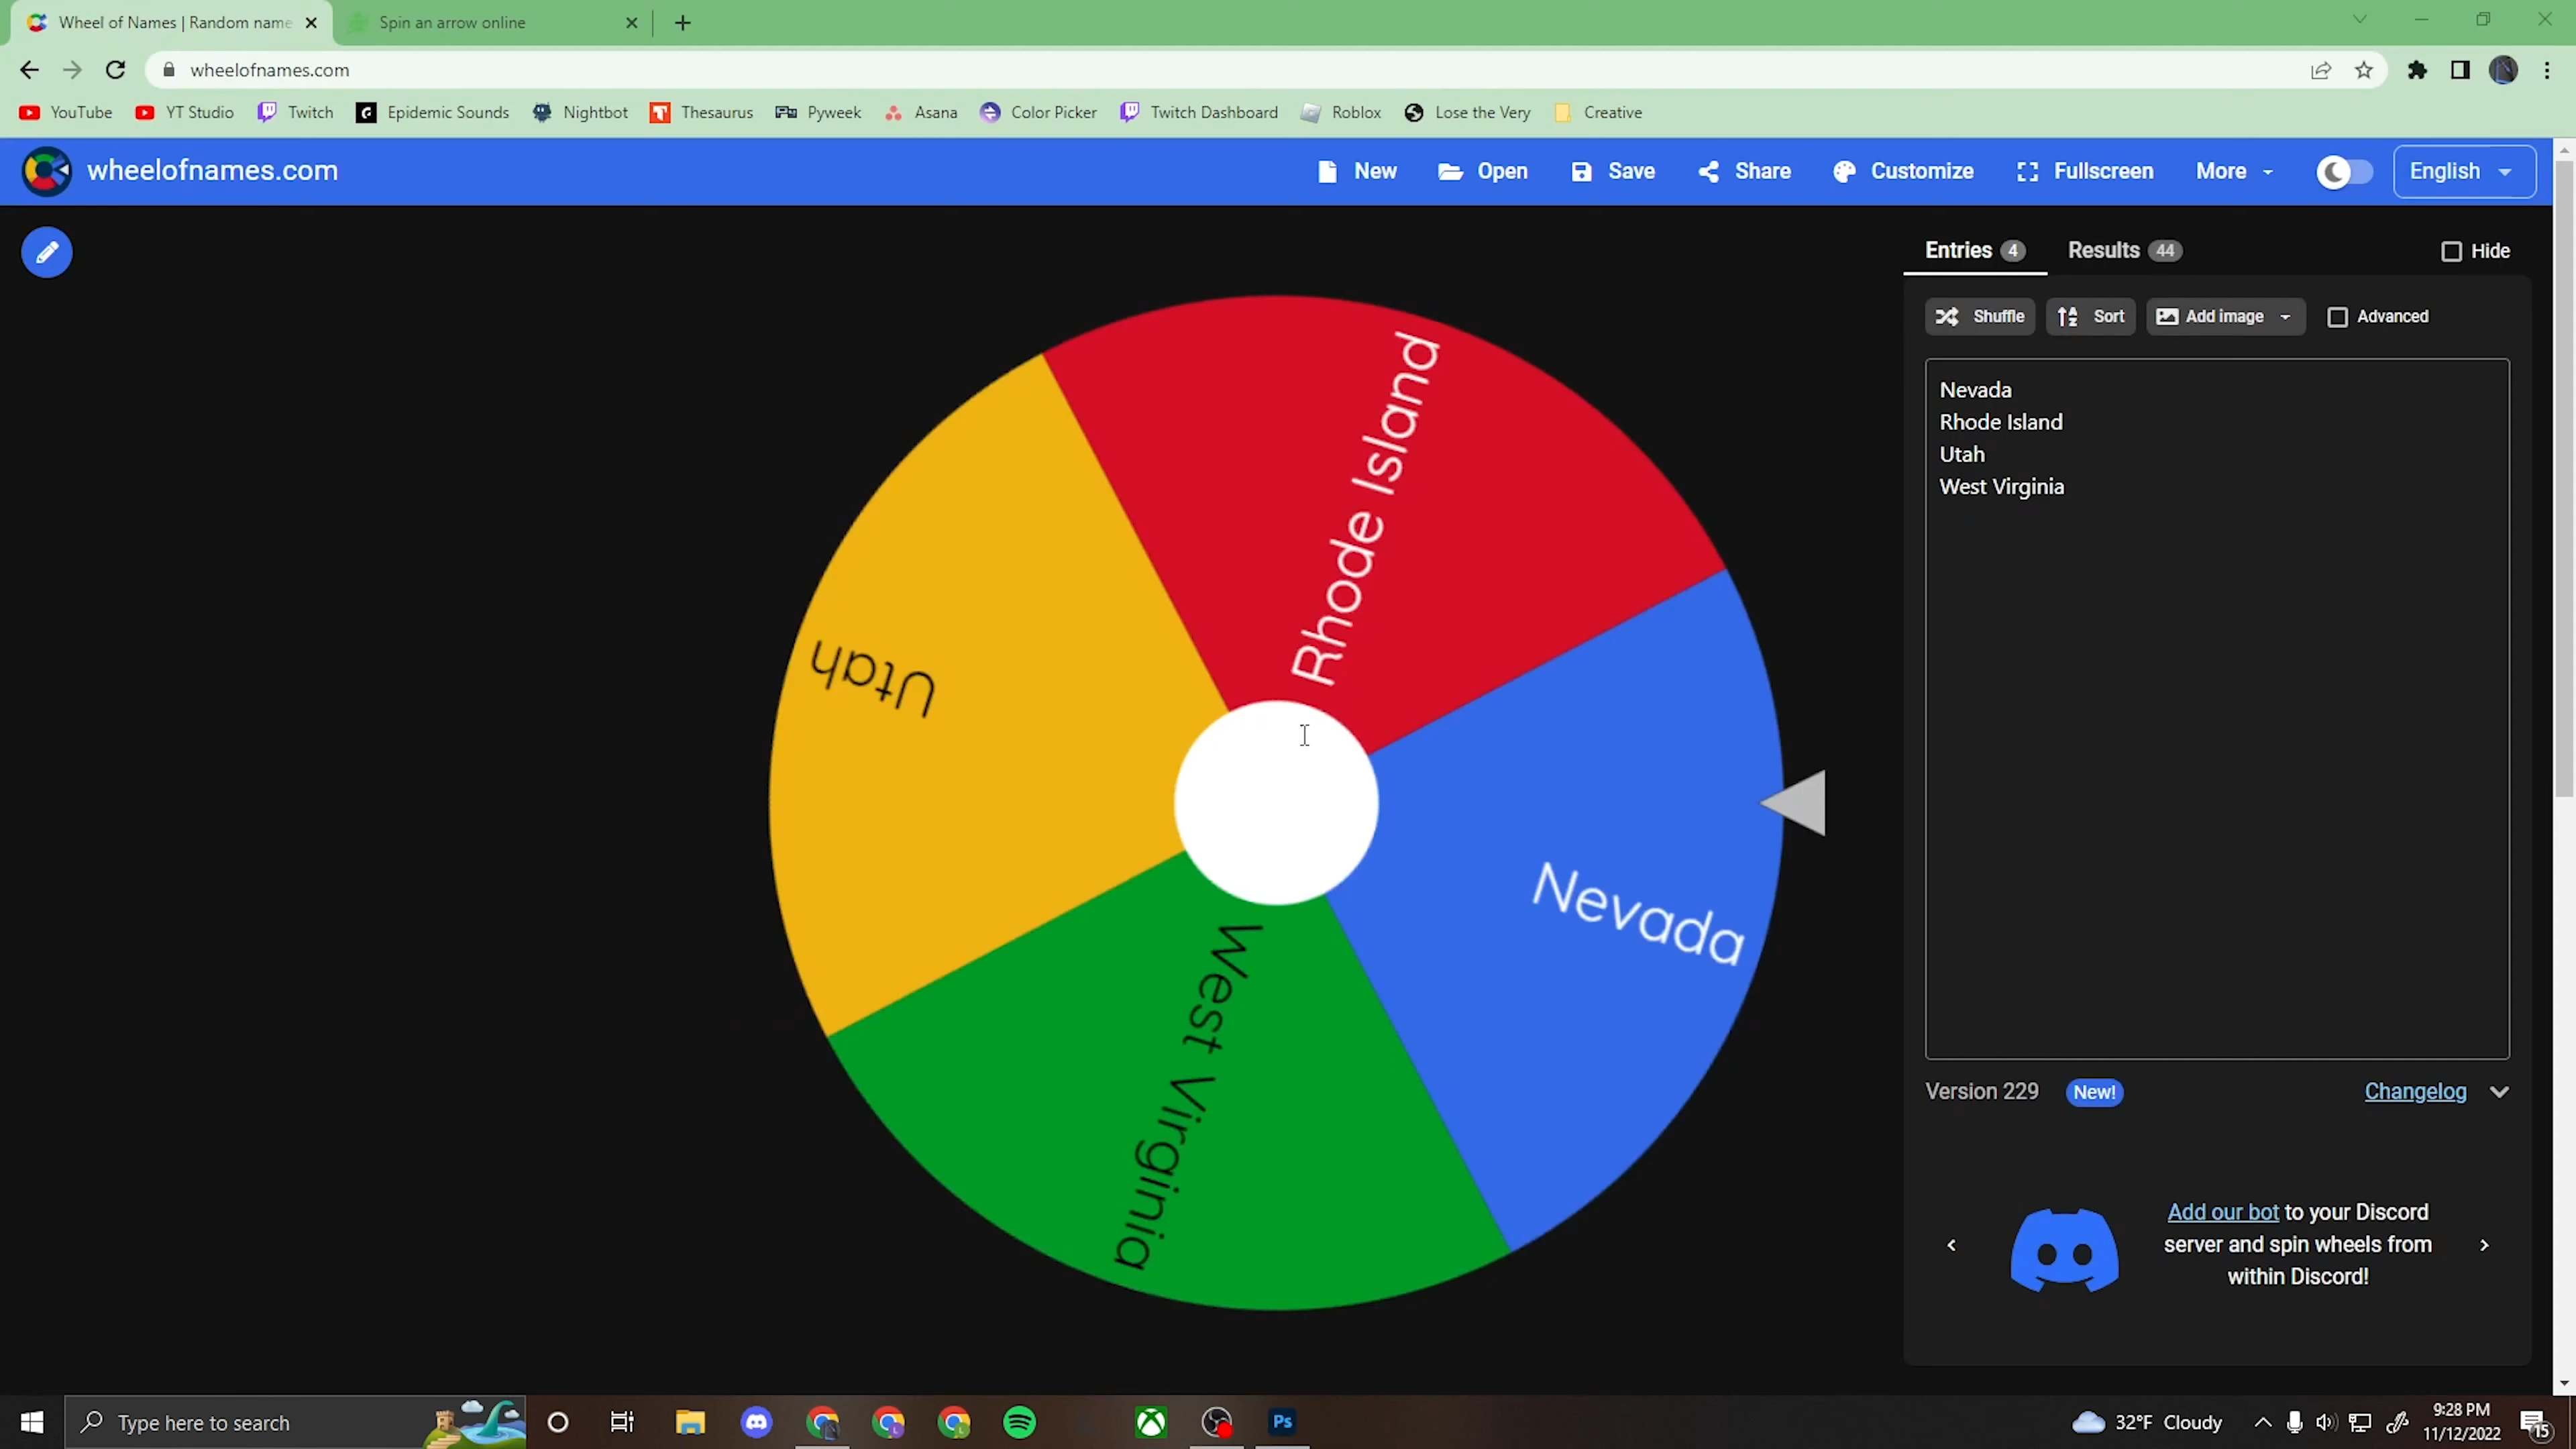 Wheel of Names | Random name
Spin an arrow online
wheelofnames.com
YouTube
YT Studio
Twitch
Epidemic Sounds
Nightbot
Thesaurus
Pyweek
Asana
Color Picker
Twitch Dashboard
Roblox
Lose the Very
Creative
wheelofnames.com
New
Open
Save
Share
Customize
Fullscreen
More
English
Entries 4
Results 44
Hide
Shuffle
Sort
Add image
Advanced
Nevada
Rhode Island
Utah
West Virginia
Rhode Island
Utah
Nevada
West Virginia
Version 229
New!
Changelog
Add our bot to your Discord
server and spin wheels from
within Discord!
Type here to search
Ps
32°F Cloudy
9:28 PM
11/12/2022
15